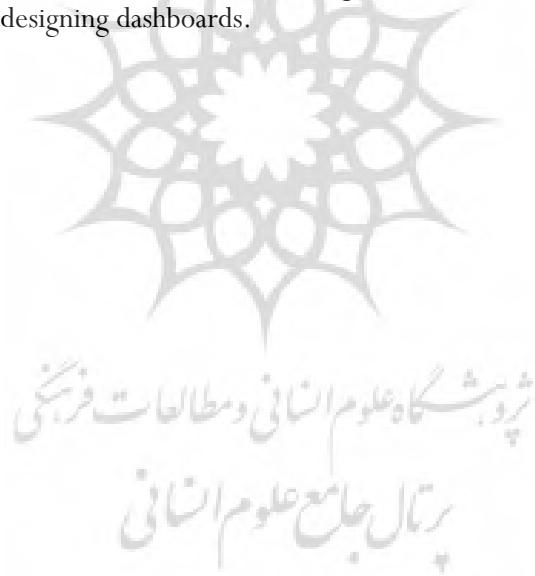 designing dashboards.
پژوهشگاه علوم انسانی و مطالعات فرهنگی
پرتال جامع علوم انسانی